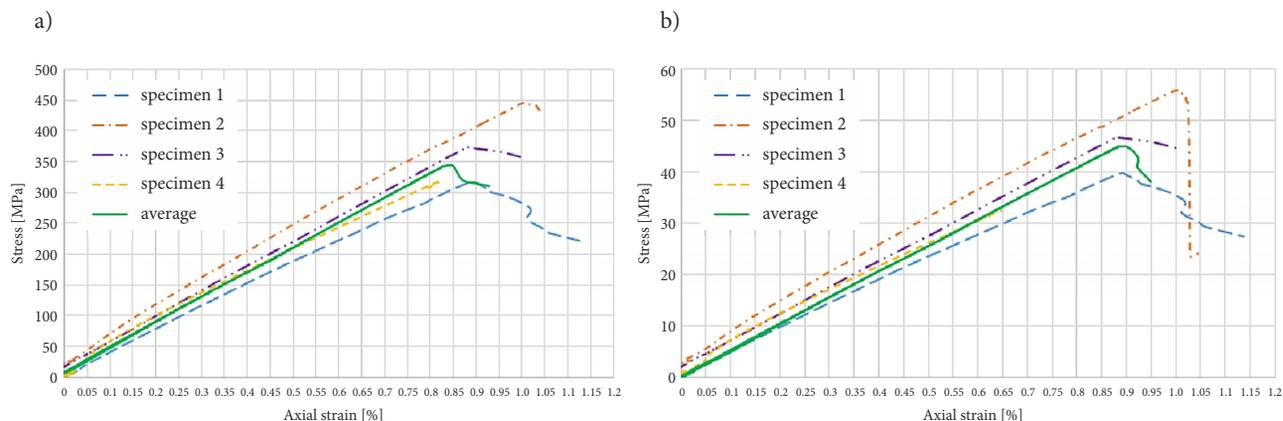 a)
500
450
400
350
300
250
200
150
100
50
0
Stress [MPa]
specimen 1
specimen 2
specimen 3
specimen 4
average
0 0.05 0.1 0.15 0.2 0.25 0.3 0.35 0.4 0.45 0.5 0.55 0.6 0.65 0.7 0.75 0.8 0.85 0.9 0.95 1.0 1.05 1.1 1.15 1.2
Axial strain [%]
b)
60
50
40
30
20
10
0
Stress [MPa]
specimen 1
specimen 2
specimen 3
specimen 4
average
0 0.05 0.1 0.15 0.2 0.25 0.3 0.35 0.4 0.45 0.5 0.55 0.6 0.65 0.7 0.75 0.8 0.85 0.9 0.95 1.0 1.05 1.1 1.15 1.2
Axial strain [%]